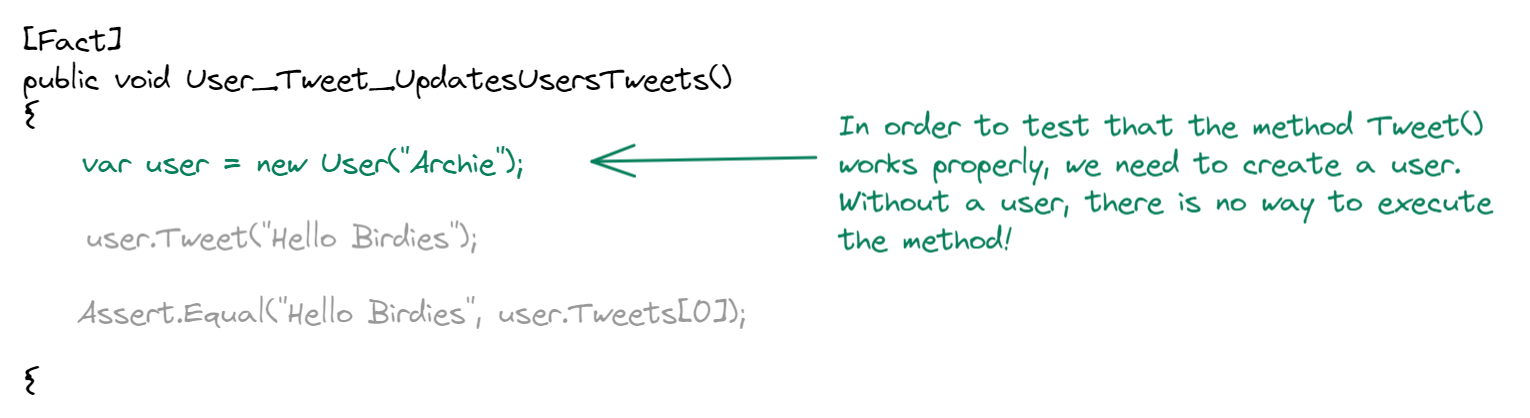 [Fact]
public void User_Tweet_UpdatesUsersTweets()
{
var user = new User("Archie");
In order to test that the method Tweet()
works properly, we need to create a user.
Without a user, there is no way to execute
the method!
user.Tweet("Hello Birdies");
Assert.Equal("Hello Birdies", user.Tweets[0]);
{